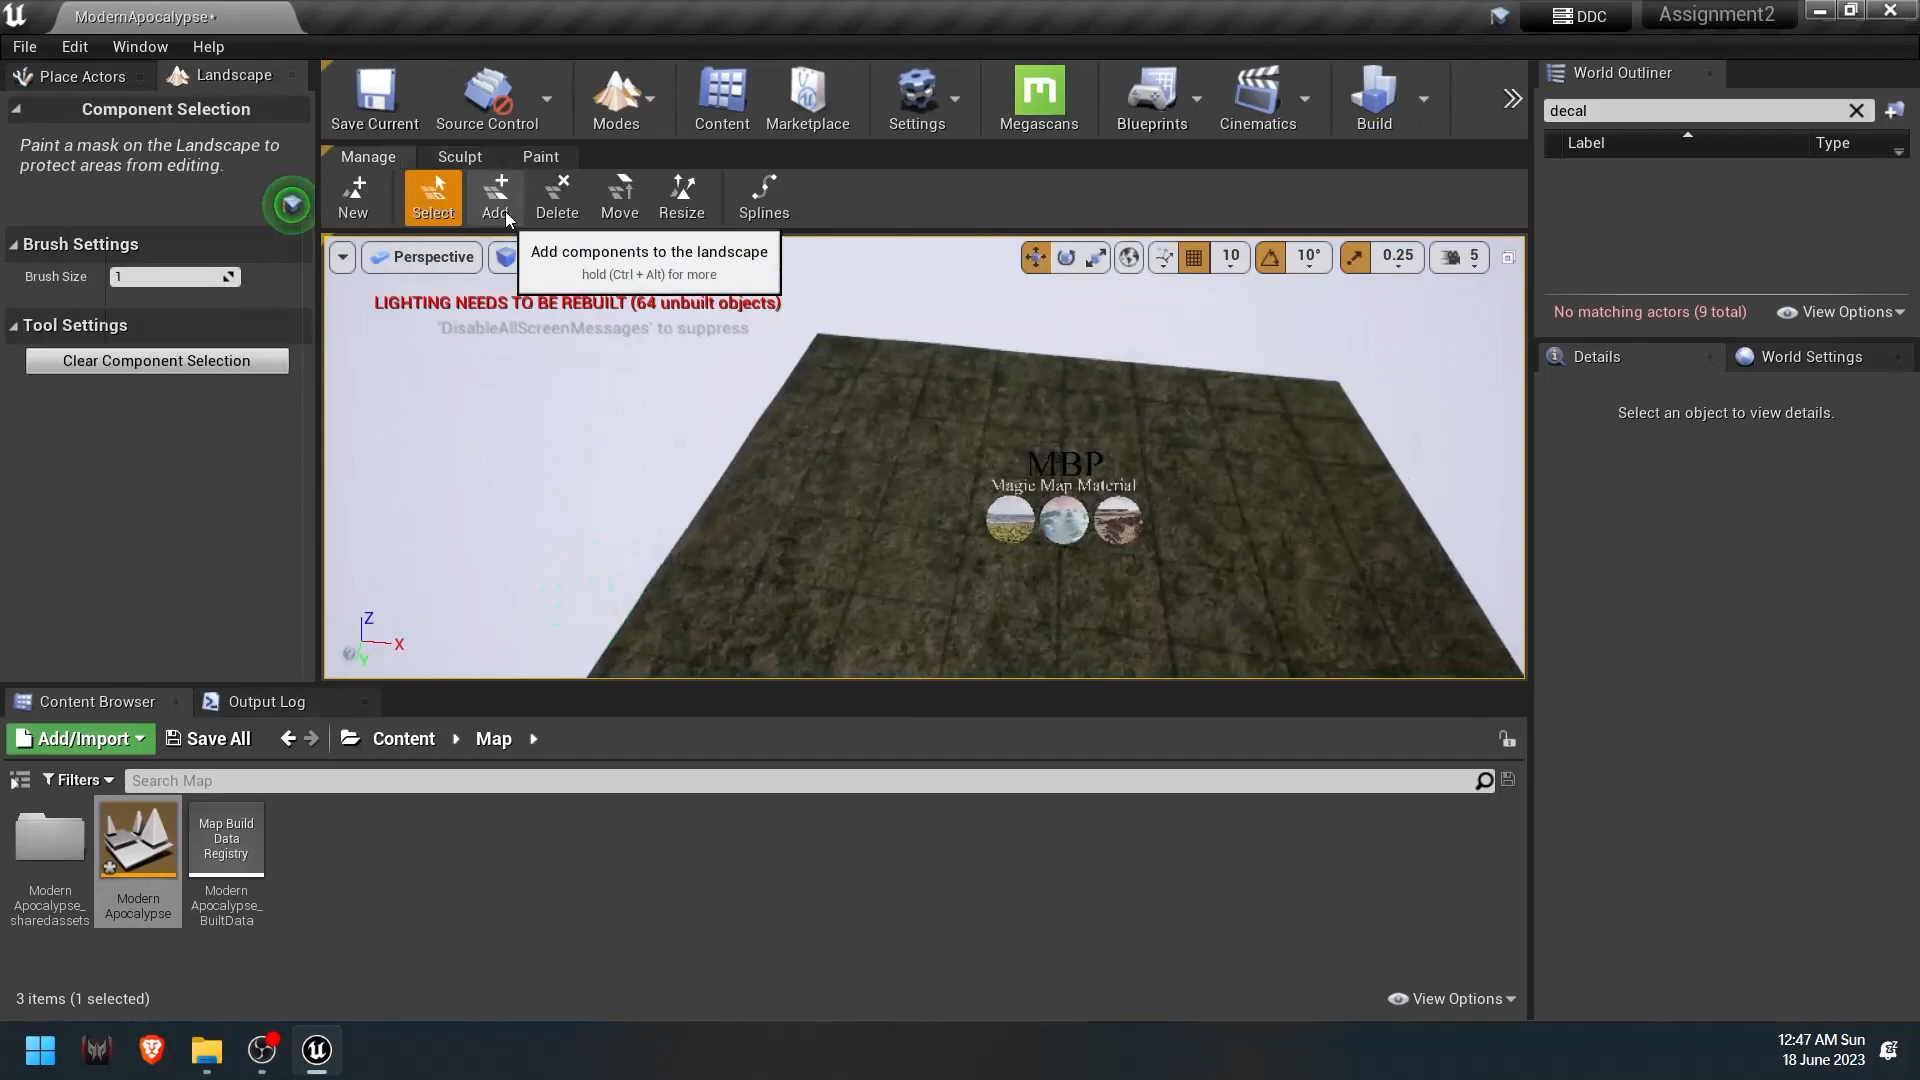 ModernApocalypse*
DDC
Assignment2
File Edit Window Help
Place Actors
Landscape
Component Selection
Paint a mask on the Landscape to
protect areas from editing.
Brush Settings
Brush Size 1
Tool Settings
Clear Component Selection
Save Current
Source Control
Modes
Content
Marketplace
Settings
Megascans
Blueprints
Cinematics
Build
Manage
Sculpt
Paint
New
Select
Add
Delete
Move
Resize
Splines
Perspective
Add components to the landscape
hold (Ctrl + Alt) for more
10
10°
0.25
5
LIGHTING NEEDS TO BE REBUILT (64 unbuilt objects)
'DisableAllScreenMessages' to suppress
MBP
Magic Map Material
Z
X
Y
World Outliner
decal
Label
Type
No matching actors (9 total)
View Options
Details
World Settings
Select an object to view details.
Content Browser
Output Log
Add/Import
Save All
Content
Map
Filters
Search Map
Modern
Apocalypse_
sharedassets
Modern
Apocalypse
Map Build
Data
Registry
Modern
Apocalypse_
BuiltData
3 items (1 selected)
View Options
12:47 AM Sun
18 June 2023